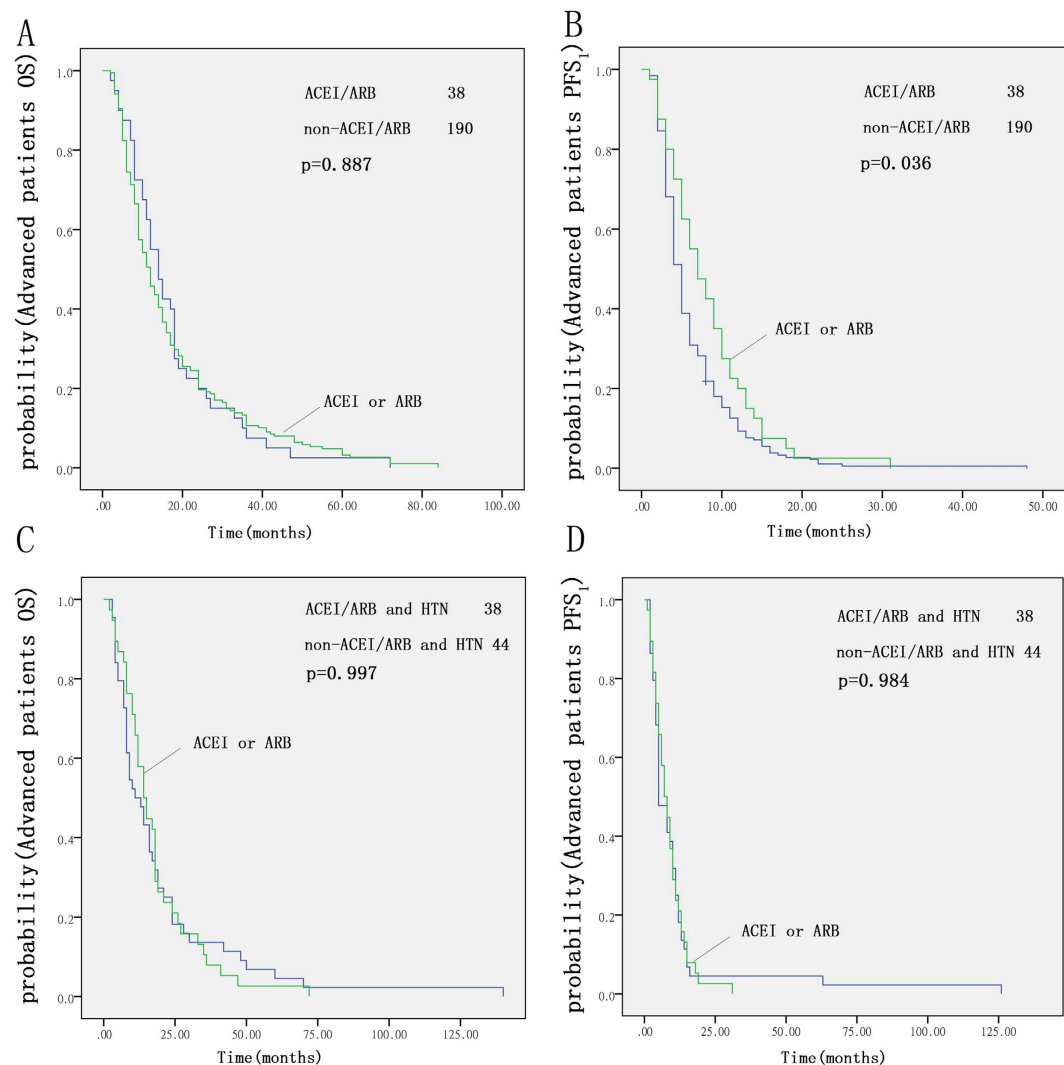 A
probability(Advanced patients OS)
1.0
0.8
0.6
0.4
0.2
0.0
ACEI/ARB 38
non-ACEI/ARB 190
p=0.887
ACEI or ARB
.00 20.00 40.00 60.00 80.00 100.00
Time(months)
B
probability(Advanced patients PFS1)
1.0
0.8
0.6
0.4
0.2
0.0
ACEI/ARB 38
non-ACEI/ARB 190
p=0.036
ACEI or ARB
.00 10.00 20.00 30.00 40.00 50.00
Time(months)
C
probability(Advanced patients OS)
1.0
0.8
0.6
0.4
0.2
0.0
ACEI/ARB and HTN 38
non-ACEI/ARB and HTN 44
p=0.997
ACEI or ARB
.00 25.00 50.00 75.00 100.00 125.00
Time(months)
D
probability(Advanced patients PFS1)
1.0
0.8
0.6
0.4
0.2
0.0
ACEI/ARB and HTN 38
non-ACEI/ARB and HTN 44
p=0.984
ACEI or ARB
.00 25.00 50.00 75.00 100.00 125.00
Time(months)